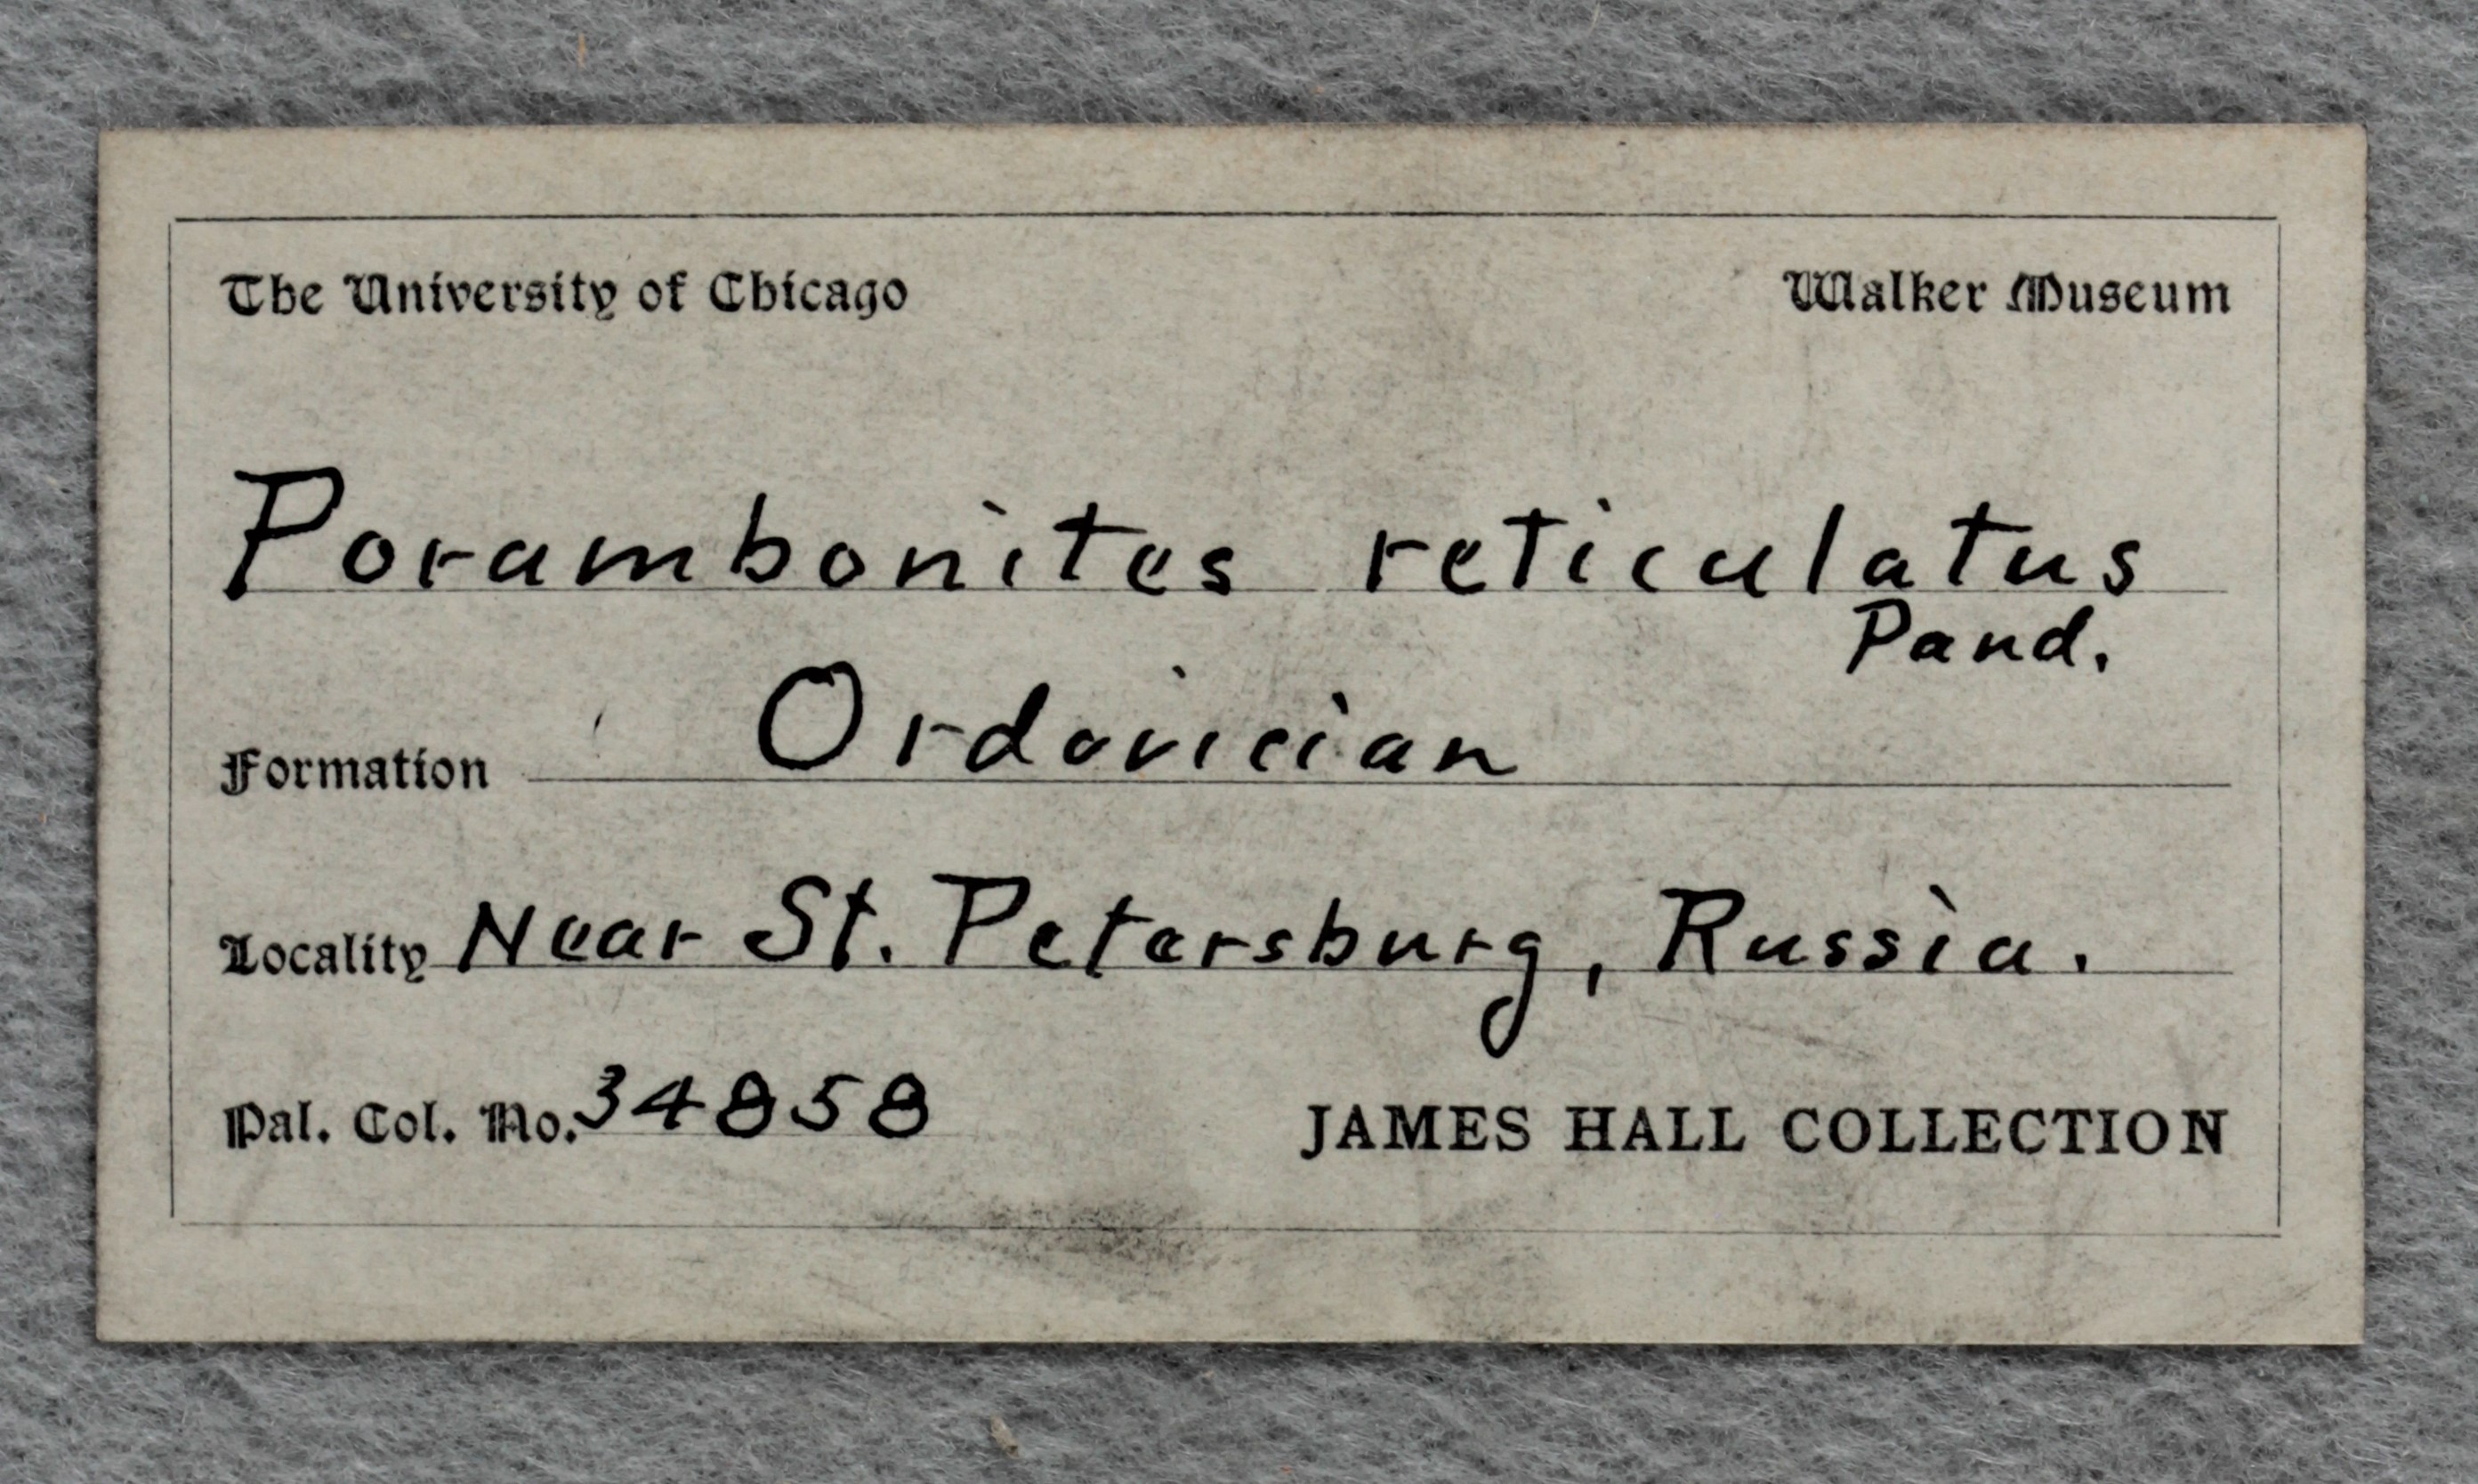 The University of Chicago Walker Museum
Porambonites reticulatus
Pand.
Formation Ordovician
Locality Near St. Petersburg, Russia.
Pal. Col. No. 34858 JAMES HALL COLLECTION